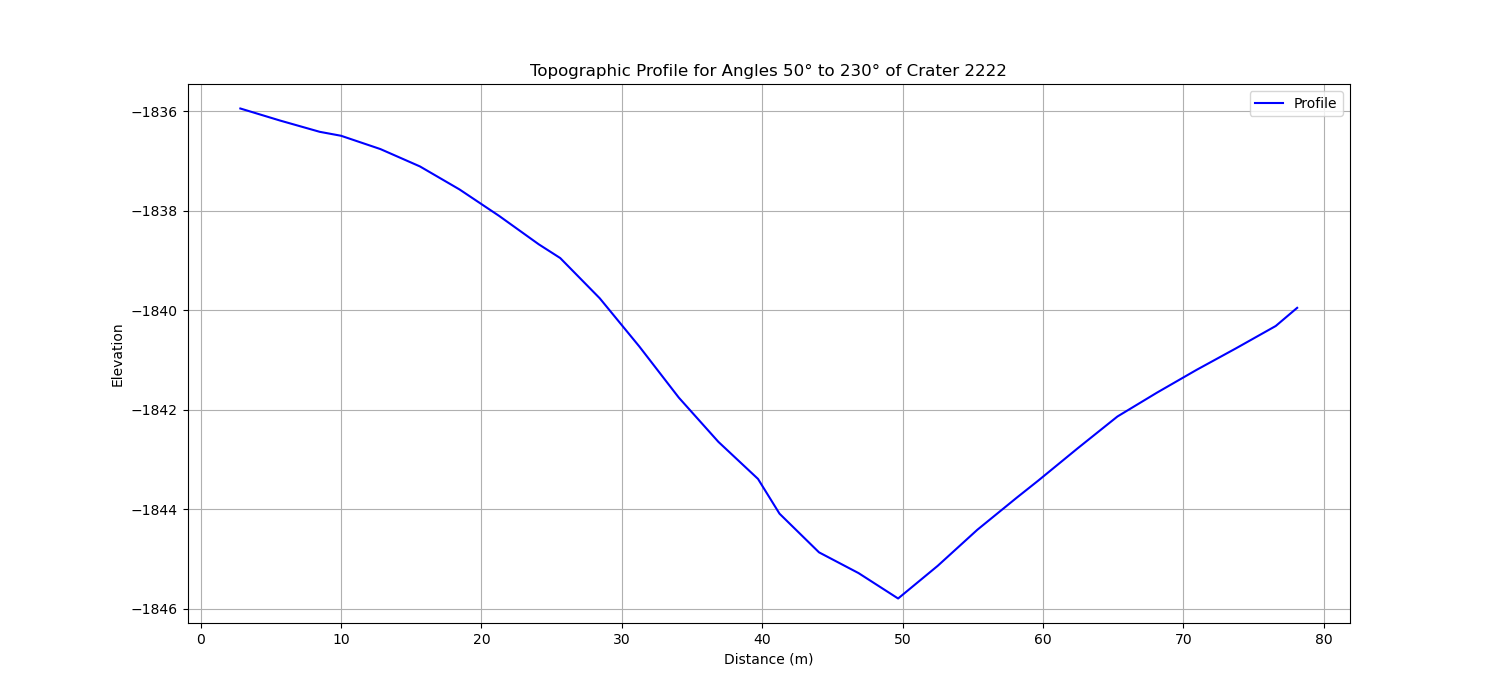 Topographic Profile for Angles 50° to 230° of Crater 2222
Profile
−1836
−1838
−1840
−1842
−1844
−1846
Elevation
0 10 20 30 40 50 60 70 80
Distance (m)